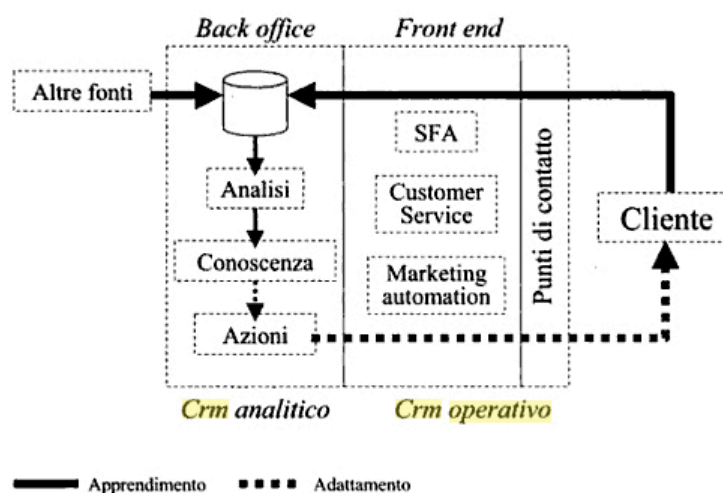 Back office
Front end
Altre fonti
SFA
Analisi
Customer
Service
Punti di contatto
Cliente
Conoscenza
Marketing
automation
Azioni
Crm analitico
Crm operativo
Apprendimento
Adattamento